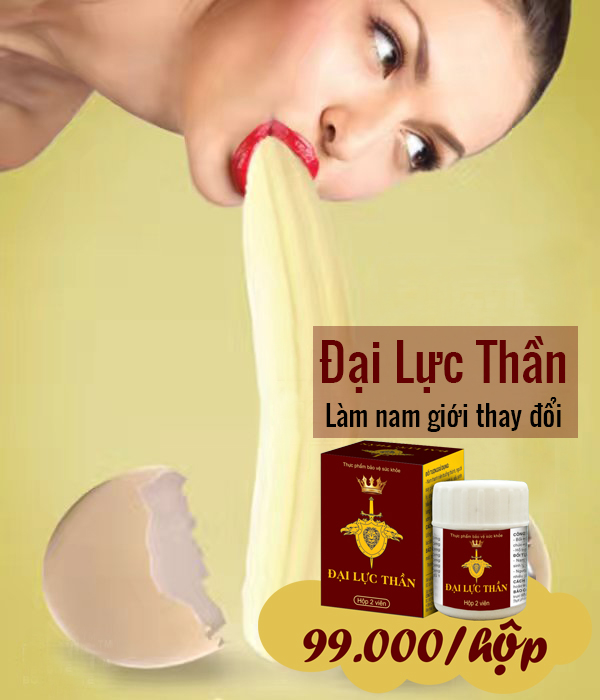 Đại Lực Thần
Làm nam giới thay đổi
Thực phẩm bảo vệ sức khỏe
ĐẠI LỰC THẦN
Hộp 2 viên
Thực phẩm bảo vệ sức khỏe
ĐẠI LỰC THẦN
Hộp 2 viên
99.000/hộp